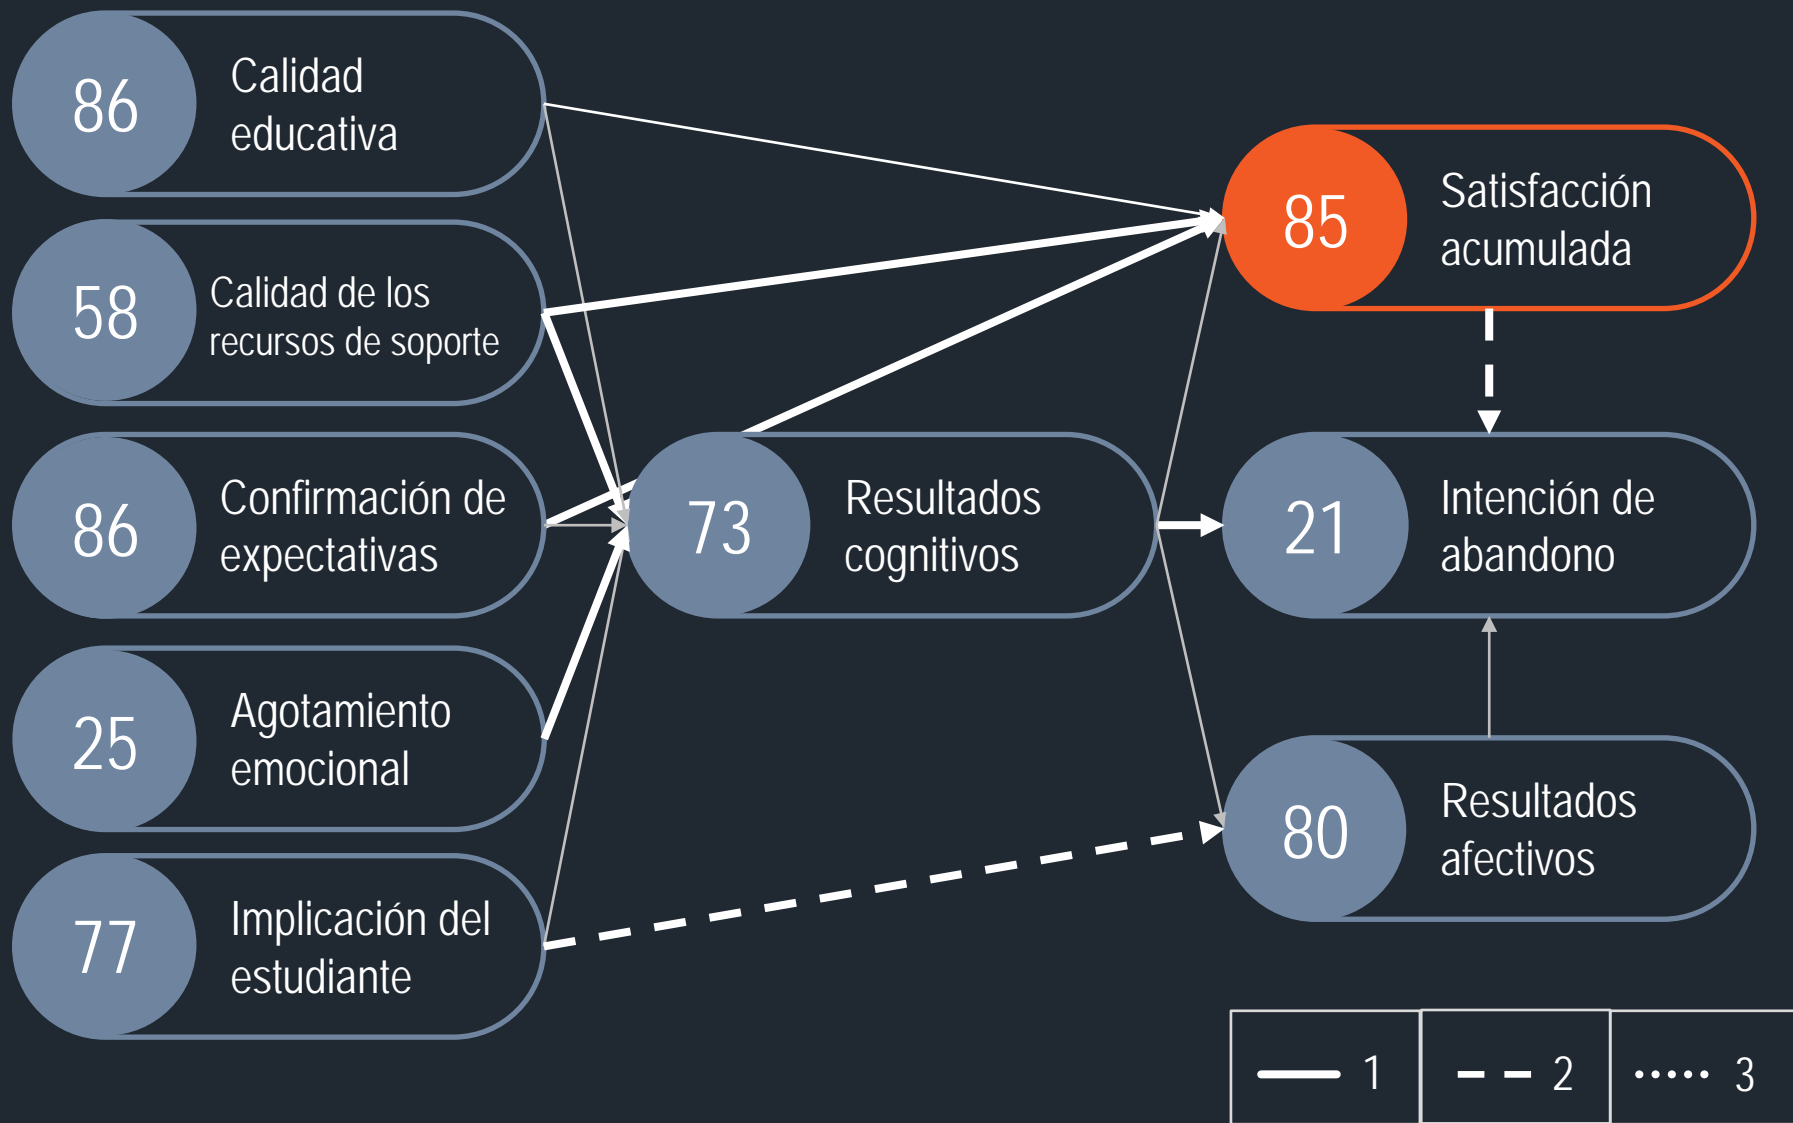 86
Calidad
educativa
58
Calidad de los
recursos de soporte
86
Confirmación de
expectativas
25
Agotamiento
emocional
77
Implicación del
estudiante
73
Resultados
cognitivos
85
Satisfacción
acumulada
21
Intención de
abandono
80
Resultados
afectivos
1
2
3